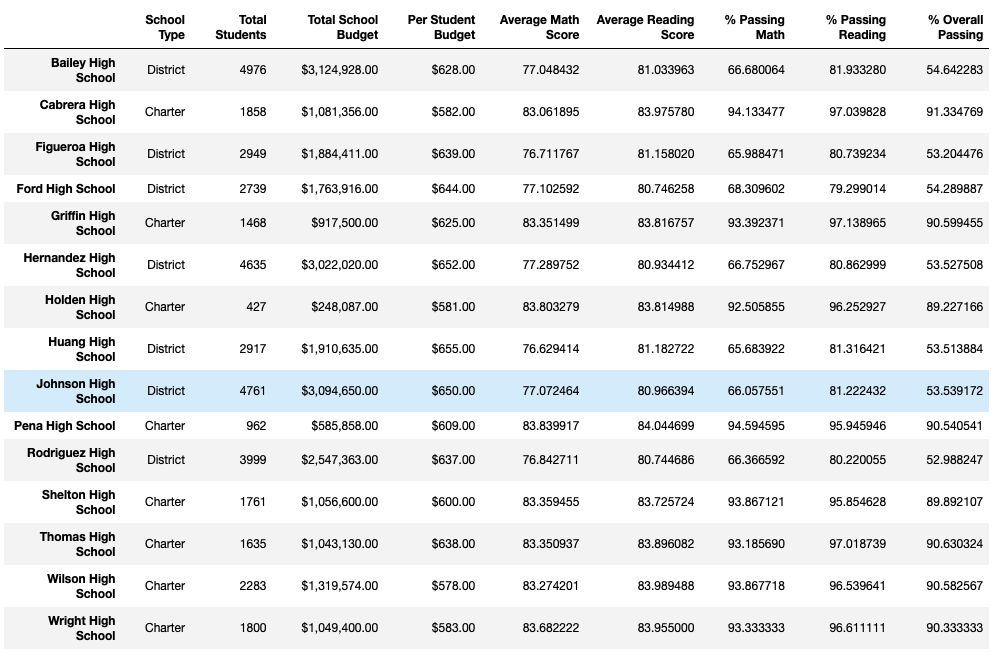 School Type Total Students Total School Budget Per Student Budget Average Math Score Average Reading Score % Passing Math % Passing Reading % Overall Passing
Bailey High School District 4976 $3,124,928.00 $628.00 77.048432 81.033963 66.680064 81.933280 54.642283
Cabrera High School Charter 1858 $1,081,356.00 $582.00 83.061895 83.975780 94.133477 97.039828 91.334769
Figueroa High School District 2949 $1,884,411.00 $639.00 76.711767 81.158020 65.988471 80.739234 53.204476
Ford High School District 2739 $1,763,916.00 $644.00 77.102592 80.746258 68.309602 79.299014 54.289887
Griffin High School Charter 1468 $917,500.00 $625.00 83.351499 83.816757 93.392371 97.138965 90.599455
Hernandez High School District 4635 $3,022,020.00 $652.00 77.289752 80.934412 66.752967 80.862999 53.527508
Holden High School Charter 427 $248,087.00 $581.00 83.803279 83.814988 92.505855 96.252927 89.227166
Huang High School District 2917 $1,910,635.00 $655.00 76.629414 81.182722 65.683922 81.316421 53.513884
Johnson High School District 4761 $3,094,650.00 $650.00 77.072464 80.966394 66.057551 81.222432 53.539172
Pena High School Charter 962 $585,858.00 $609.00 83.839917 84.044699 94.594595 95.945946 90.540541
Rodriguez High School District 3999 $2,547,363.00 $637.00 76.842711 80.744686 66.366592 80.220055 52.988247
Shelton High School Charter 1761 $1,056,600.00 $600.00 83.359455 83.725724 93.867121 95.854628 89.892107
Thomas High School Charter 1635 $1,043,130.00 $638.00 83.350937 83.896082 93.185690 97.018739 90.630324
Wilson High School Charter 2283 $1,319,574.00 $578.00 83.274201 83.989488 93.867718 96.539641 90.582567
Wright High School Charter 1800 $1,049,400.00 $583.00 83.682222 83.955000 93.333333 96.611111 90.333333